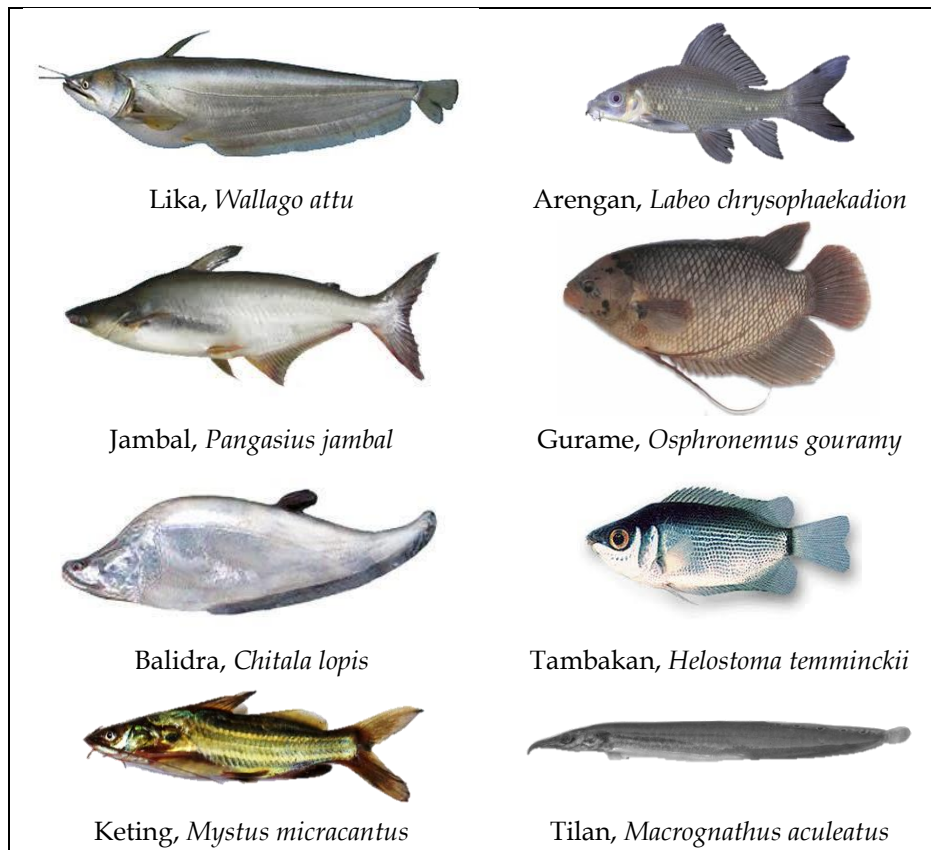 Lika, Wallago attu
Arengan, Labeo chrysophaekadion
Jambal, Pangasius jambal
Gurame, Osphronemus gouramy
Balidra, Chitala lopis
Tambakan, Helostoma temminckii
Keting, Mystus micracantus
Tilan, Macrognathus aculeatus